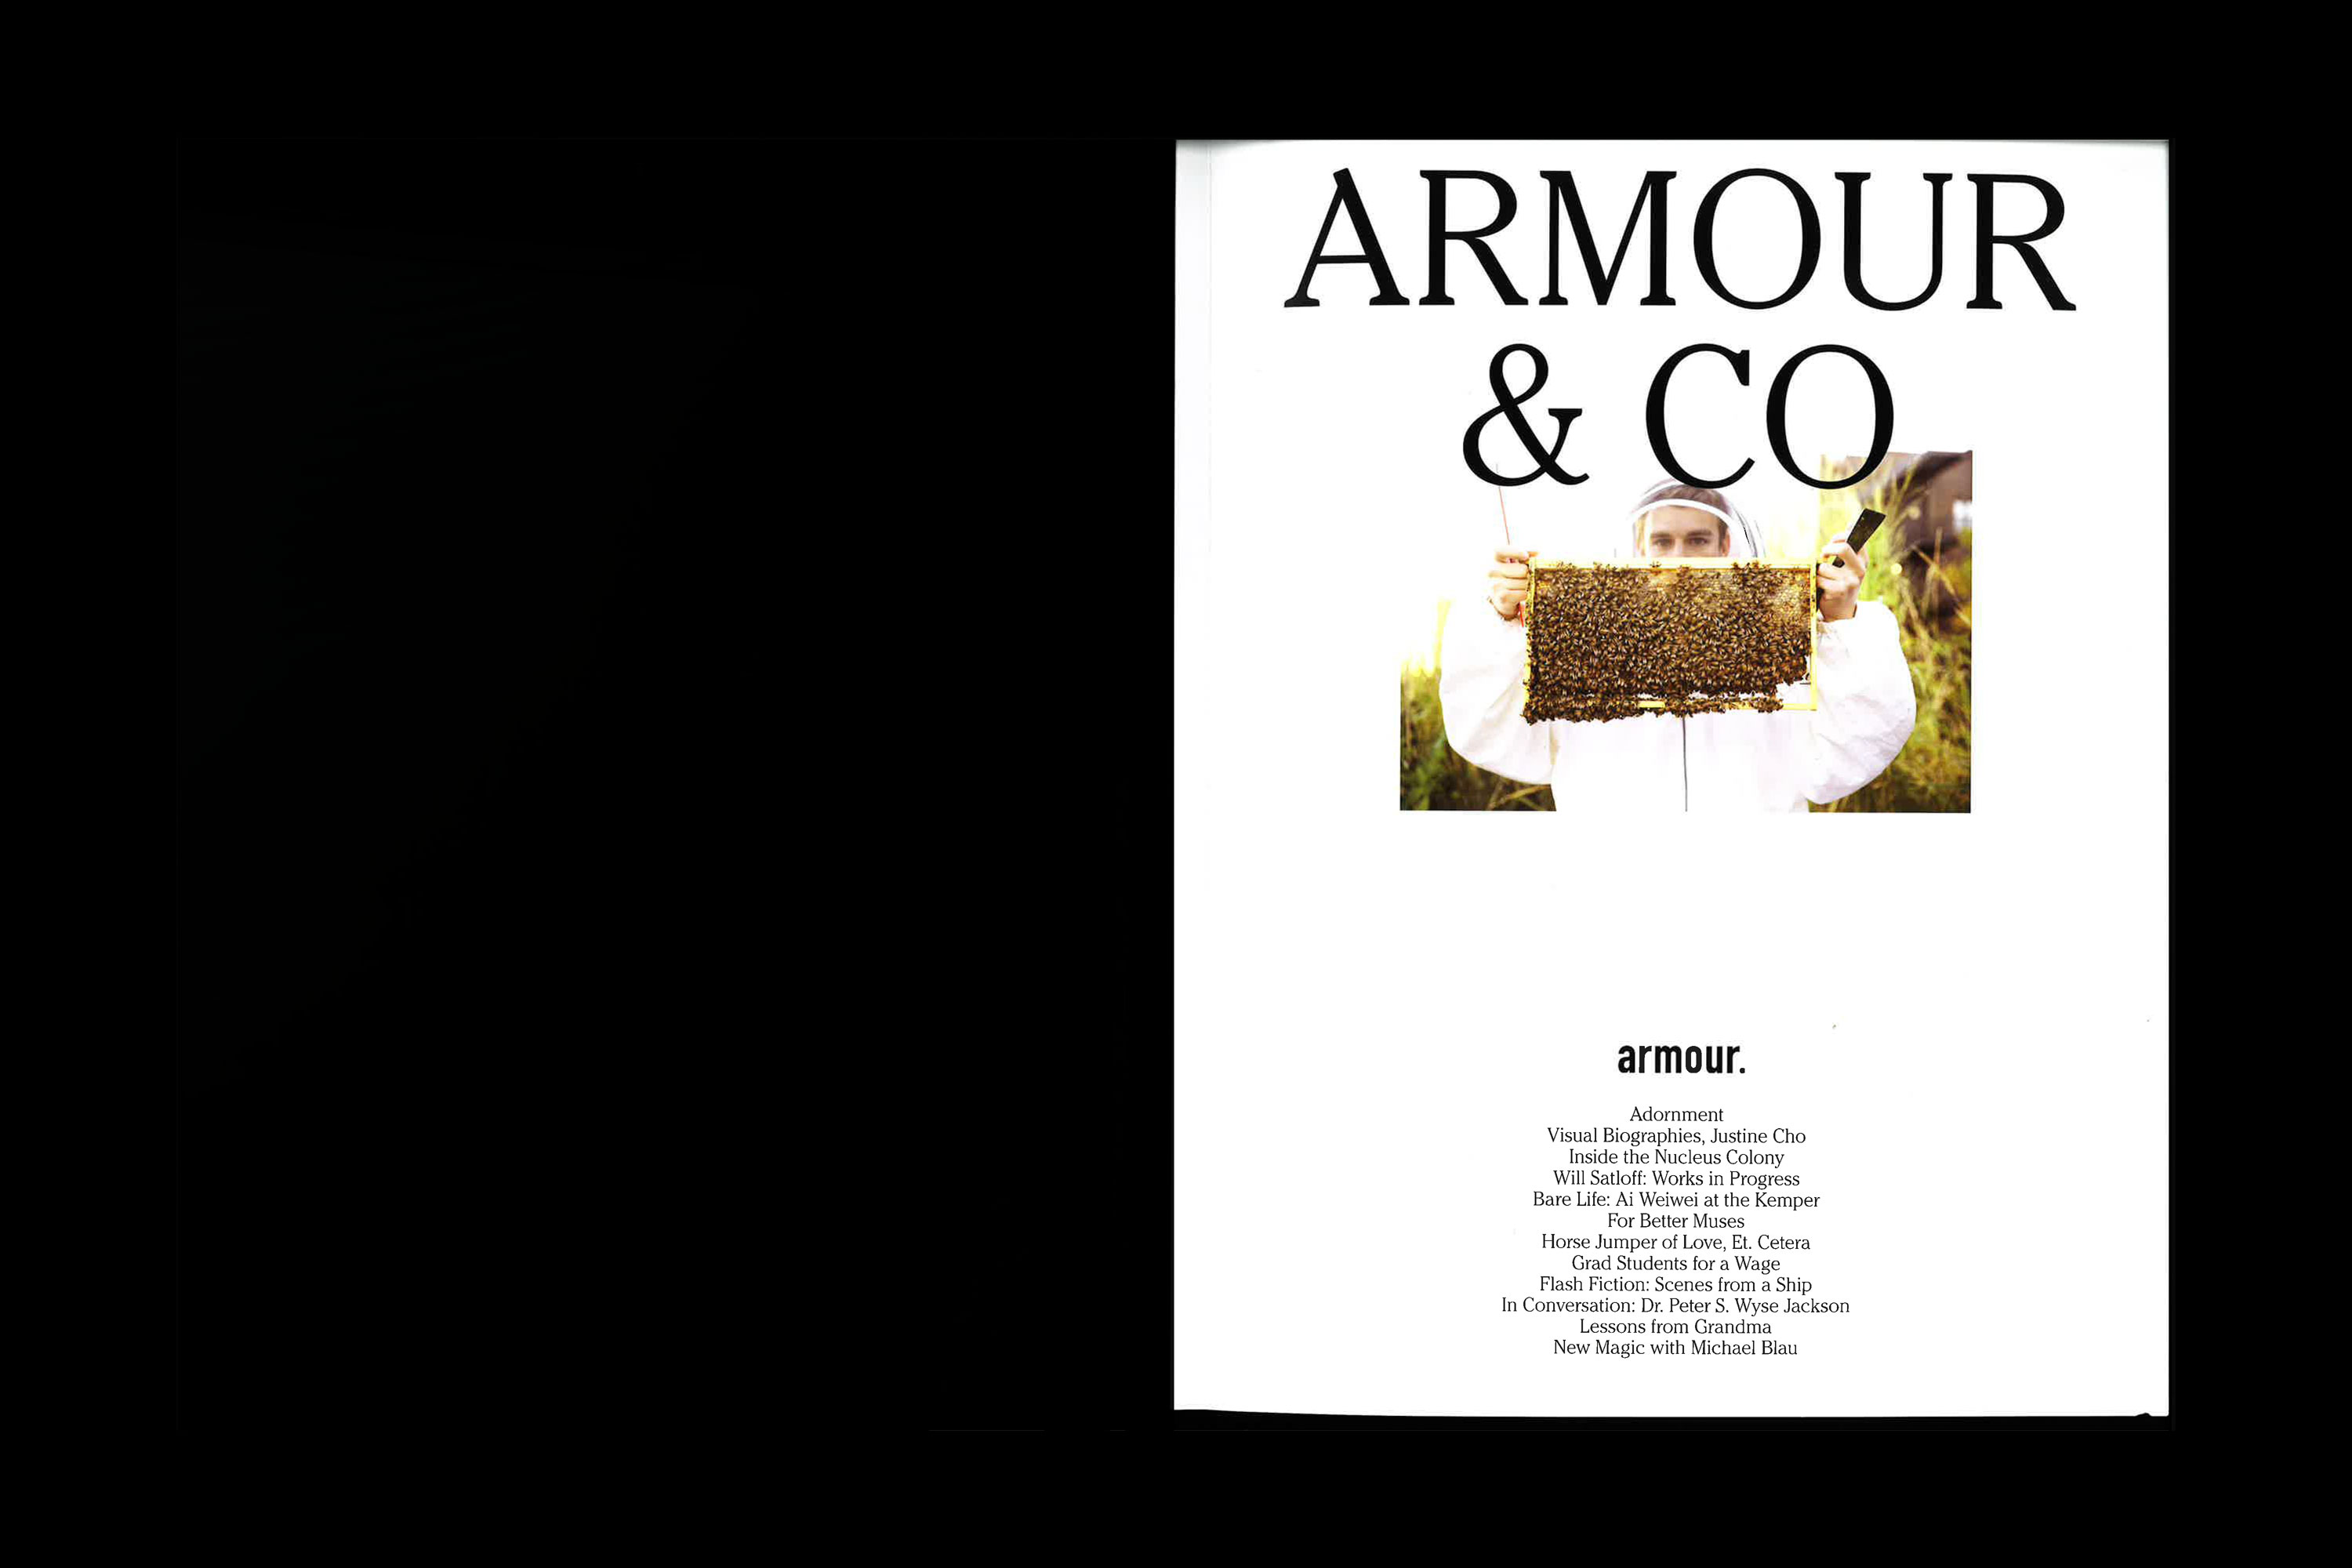 ARMOUR
& CO
armour.
Adornment
Visual Biographies, Justine Cho
Inside the Nucleus Colony
Will Satloff: Works in Progress
Bare Life: Ai Weiwei at the Kemper
For Better Muses
Horse Jumper of Love, Et. Cetera
Grad Students for a Wage
Flash Fiction: Scenes from a Ship
In Conversation: Dr. Peter S. Wyse Jackson
Lessons from Grandma
New Magic with Michael Blau